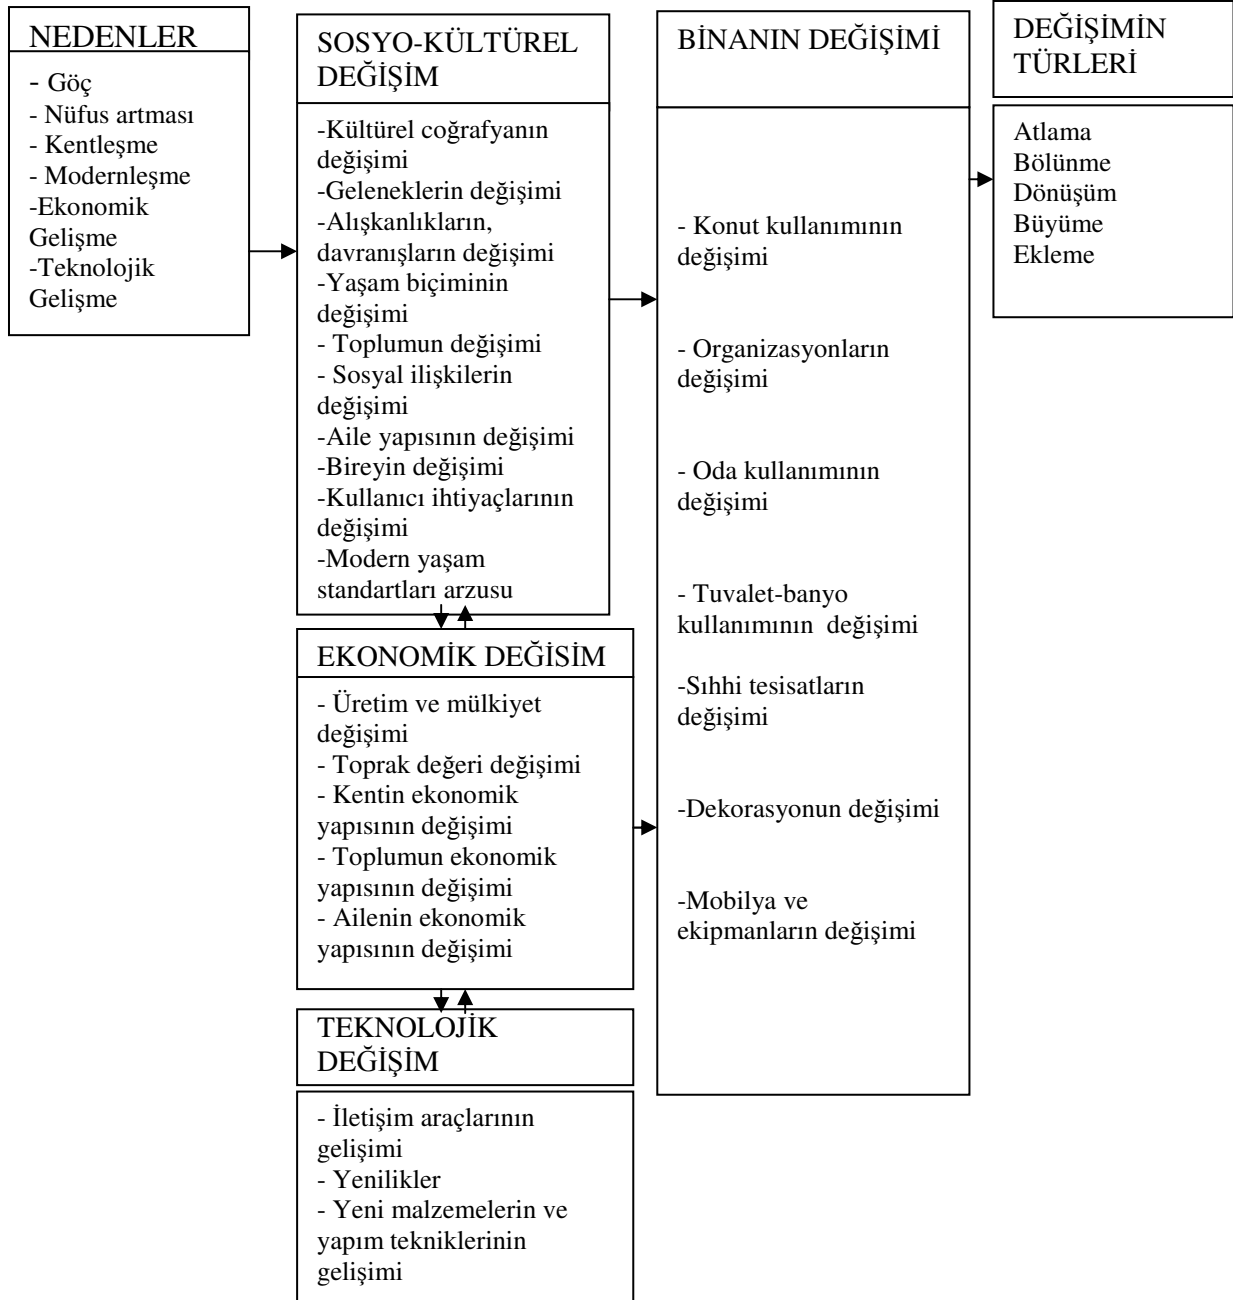 NEDENLER
- Göç
- Nüfus artması
- Kentleşme
- Modernleşme
-Ekonomik
Gelişme
-Teknolojik
Gelişme
SOSYO-KÜLTÜREL
DEĞİŞİM
-Kültürel coğrafyanın
değişimi
-Geleneklerin değişimi
-Alışkanlıkların,
davranışların değişimi
-Yaşam biçiminin
değişimi
- Toplumun değişimi
- Sosyal ilişkilerin
değişimi
-Aile yapısının değişimi
-Bireyin değişimi
-Kullanıcı ihtiyaçlarının
değişimi
-Modern yaşam
standartları arzusu
EKONOMİK DEĞİSİM
- Üretim ve mülkiyet
değişimi
- Toprak değeri değişimi
- Kentin ekonomik
yapısının değişimi
- Toplumun ekonomik
yapısının değişimi
- Ailenin ekonomik
yapısının değişimi
TEKNOLOJİK
DEĞİŞİM
- İletişim araçlarının
gelişimi
- Yenilikler
- Yeni malzemelerin ve
yapım tekniklerinin
gelişimi
BİNANIN DEĞİŞİMİ
- Konut kullanımının
değişimi
- Organizasyonların
değişimi
- Oda kullanımının
değişimi
- Tuvalet-banyo
kullanımının değişimi
-Sıhhi tesisatların
değişimi
-Dekorasyonun değişimi
-Mobilya ve
ekipmanların değişimi
DEĞİŞİMİN
TÜRLERİ
Atlama
Bölünme
Dönüşüm
Büyüme
Ekleme